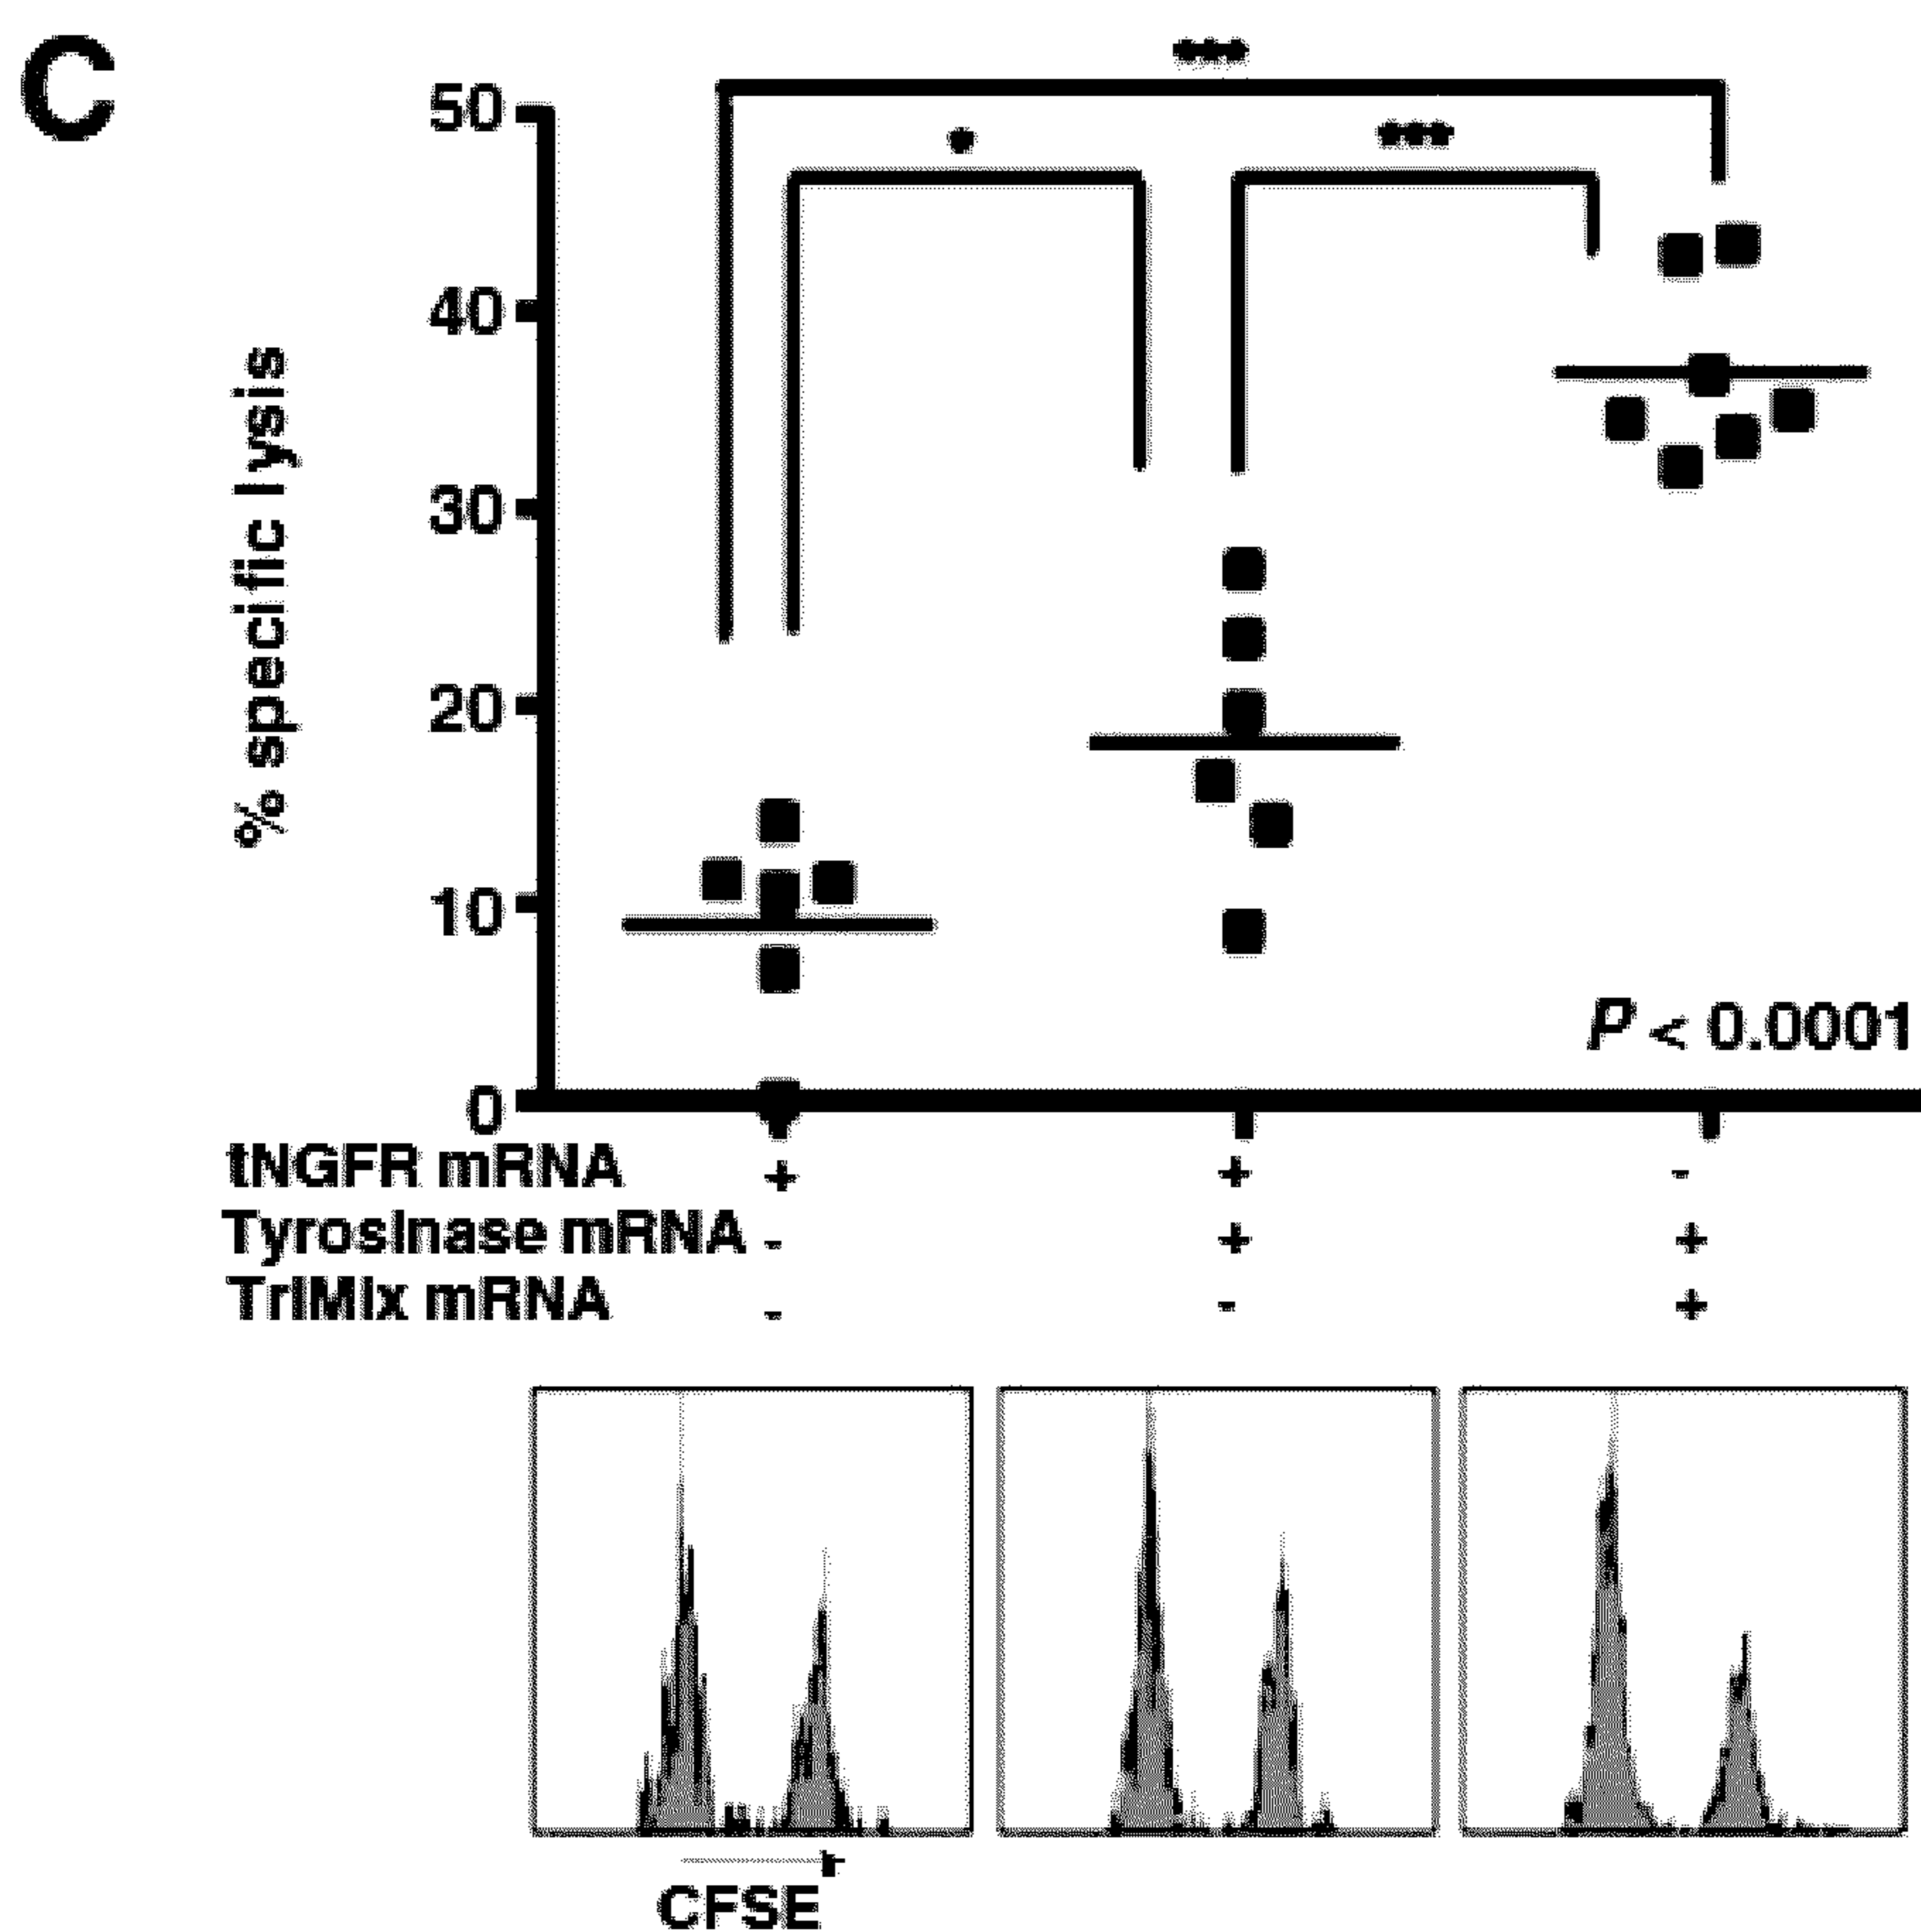 C
***
50
* ***
40
30
20
10
0
% specific lysis
P < 0.0001
tNGFR mRNA + + -
Tyrosinase mRNA - + +
TriMix mRNA - - +
CFSE